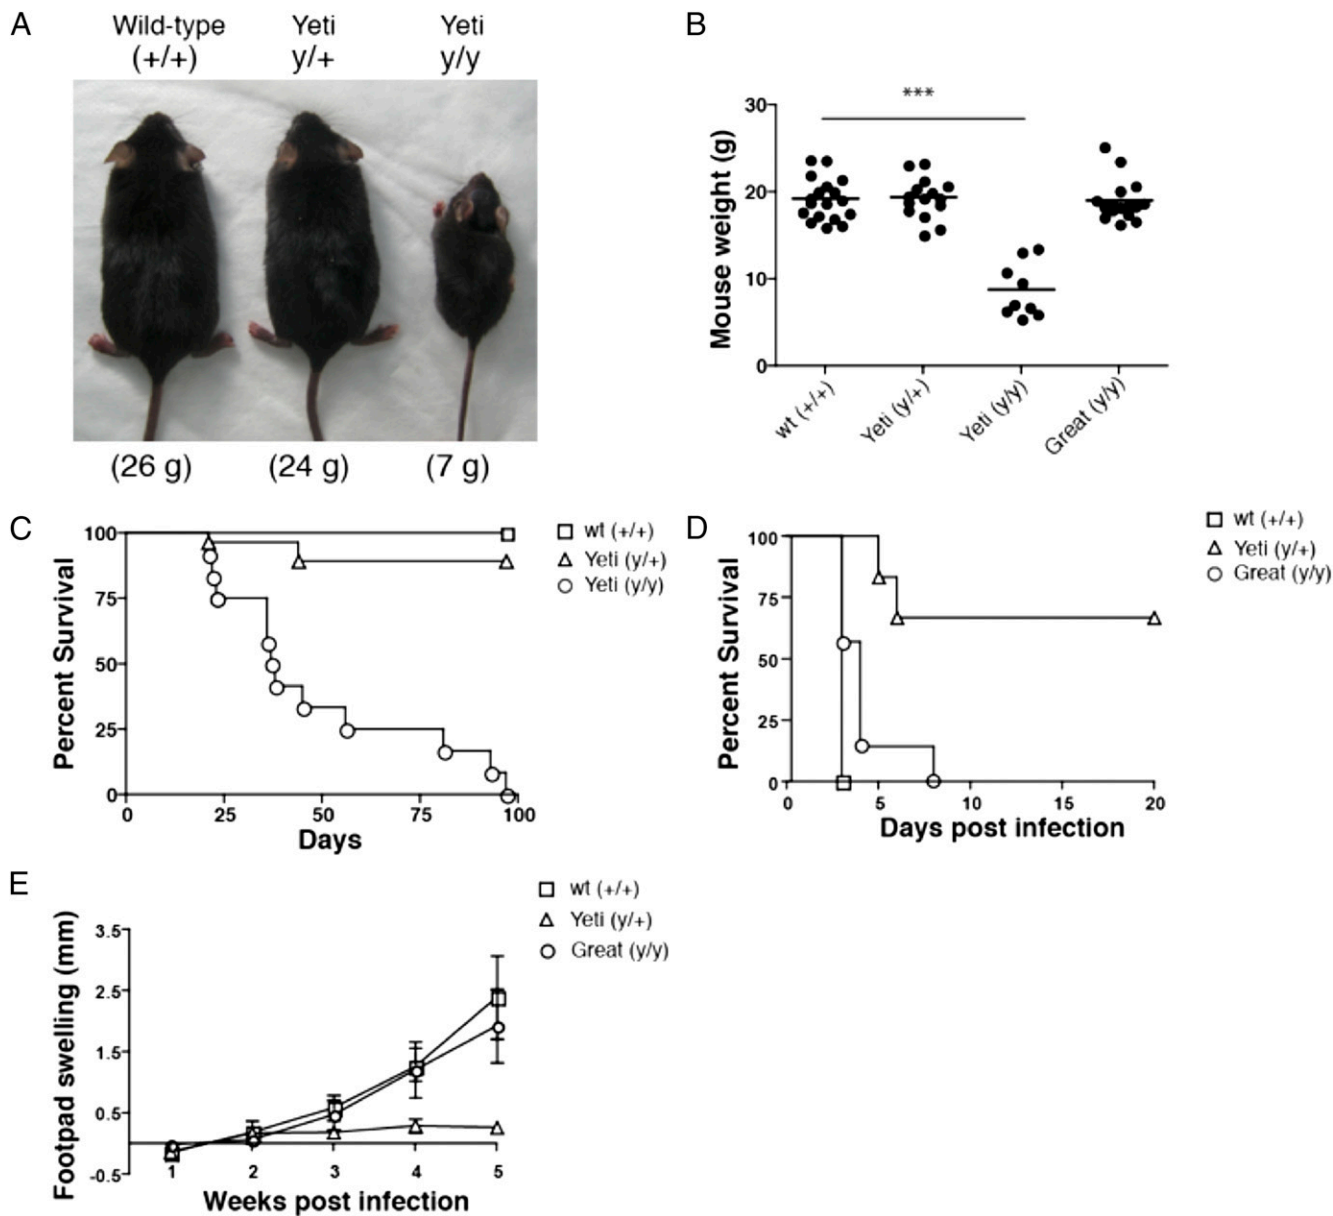 A
Wild-type
(+/+)
Yeti
y/+
Yeti
y/y
(26 g)
(24 g)
(7 g)
B
***
Mouse weight (g)
30
20
10
0
wt (+/+)
Yeti (y/+)
Yeti (y/y)
Great (y/y)
C
Percent Survival
100
75
50
25
0
0
25
50
75
100
Days
wt (+/+)
Yeti (y/+)
Yeti (y/y)
D
Percent Survival
100
75
50
25
0
0
5
10
15
20
Days post infection
wt (+/+)
Yeti (y/+)
Great (y/y)
E
Footpad swelling (mm)
3.5
2.5
1.5
0.5
-0.5
1
2
3
4
5
Weeks post infection
wt (+/+)
Yeti (y/+)
Great (y/y)